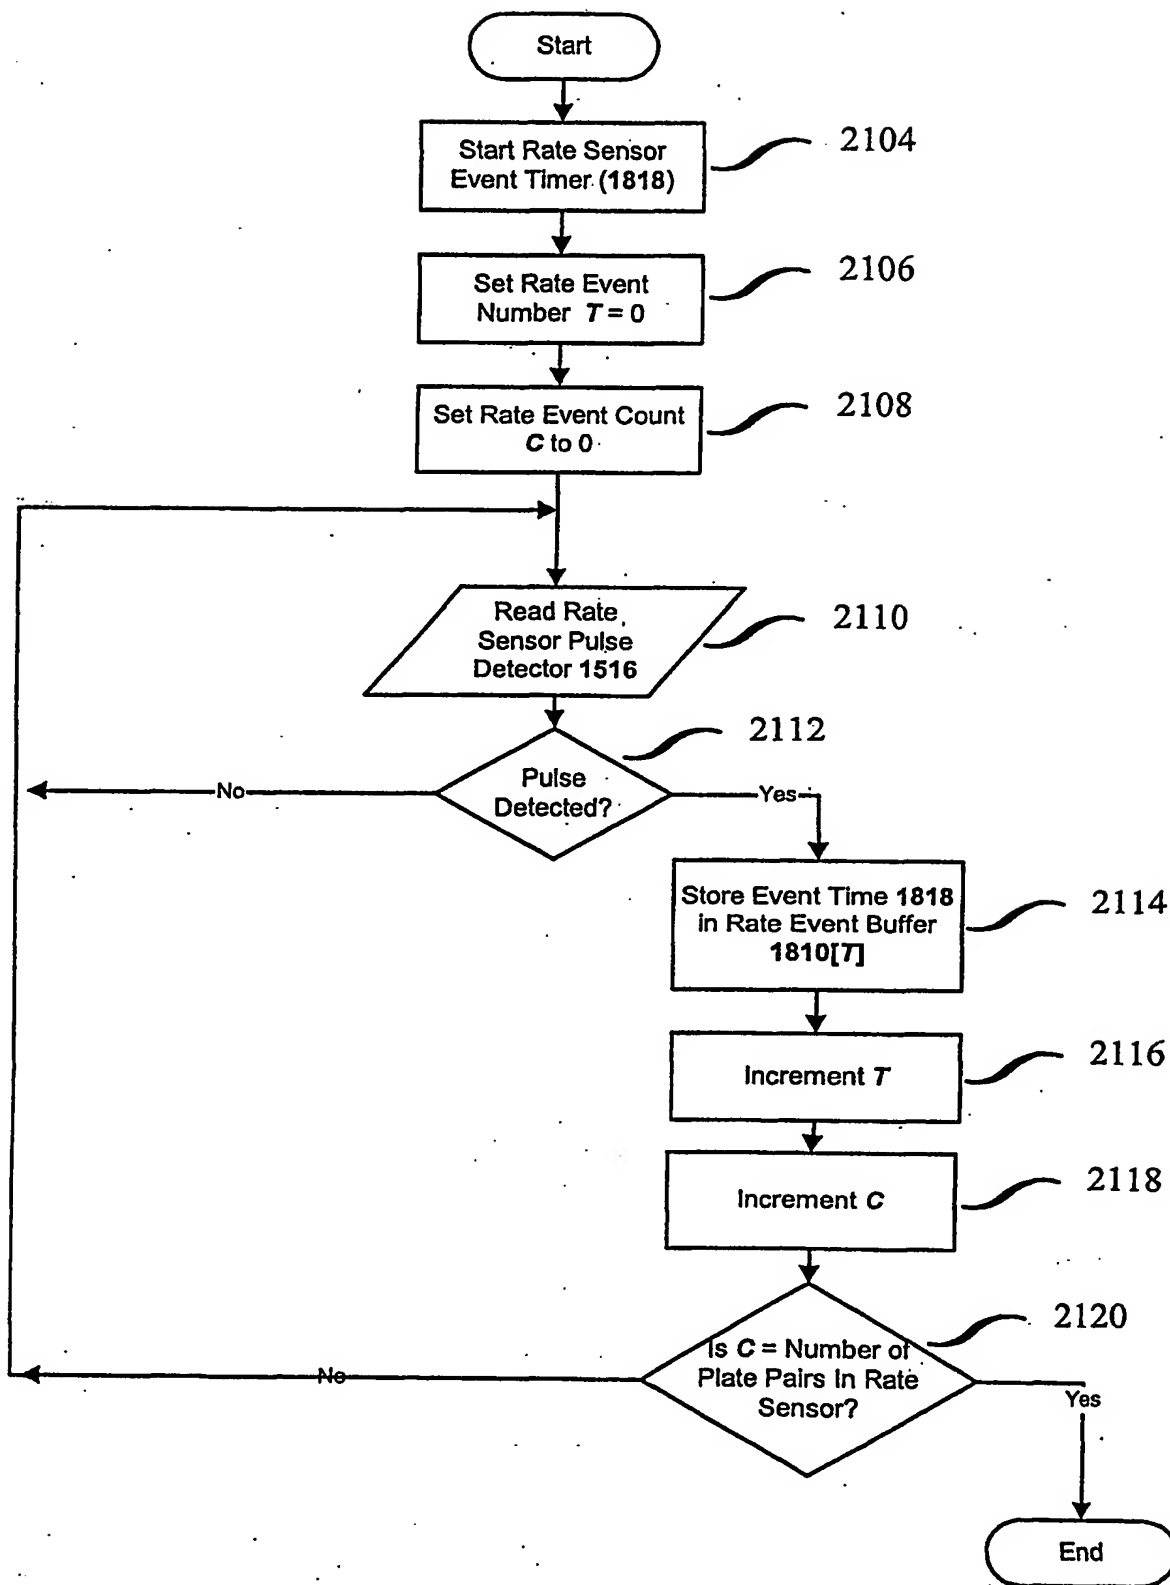 Start
Start Rate Sensor
Event Timer (1818)
2104
Set Rate Event
Number T = 0
2106
Set Rate Event Count
C to 0
2108
Read Rate
Sensor Pulse
Detector 1516
2110
2112
Pulse
Detected?
No
Yes
Store Event Time 1818
in Rate Event Buffer
1810[T]
2114
Increment T
2116
Increment C
2118
2120
Is C = Number of
Plate Pairs In Rate
Sensor?
No
Yes
End